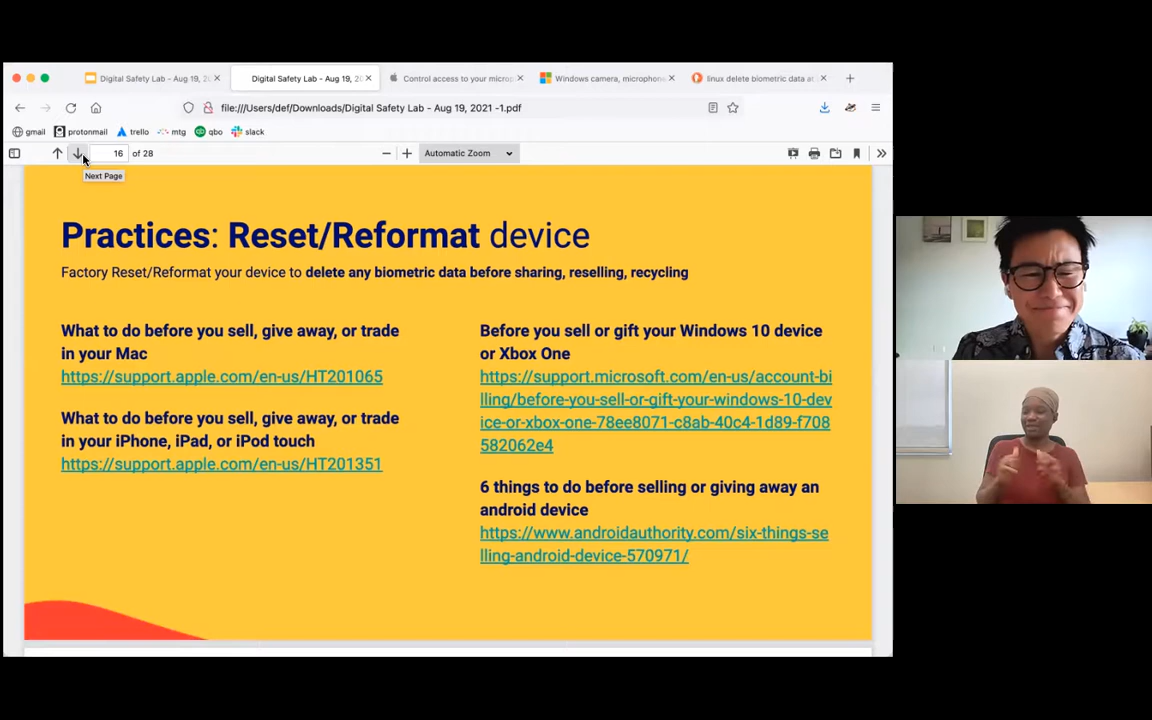 Digital Safety Lab - Aug 19, 2
Digital Safety Lab - Aug 19, 20
Control access to your microp
Windows camera, microphone
linux delete biometric data at
file:///Users/def/Downloads/Digital Safety Lab - Aug 19, 2021 -1.pdf
gmail protonmail trello mtg qbo slack
16 of 28 Automatic Zoom
Next Page
Practices: Reset/Reformat device
Factory Reset/Reformat your device to delete any biometric data before sharing, reselling, recycling
What to do before you sell, give away, or trade
in your Mac
https://support.apple.com/en-us/HT201065
What to do before you sell, give away, or trade
in your iPhone, iPad, or iPod touch
https://support.apple.com/en-us/HT201351
Before you sell or gift your Windows 10 device
or Xbox One
https://support.microsoft.com/en-us/account-bi
lling/before-you-sell-or-gift-your-windows-10-dev
ice-or-xbox-one-78ee8071-c8ab-40c4-1d89-f708
582062e4
6 things to do before selling or giving away an
android device
https://www.androidauthority.com/six-things-se
lling-android-device-570971/